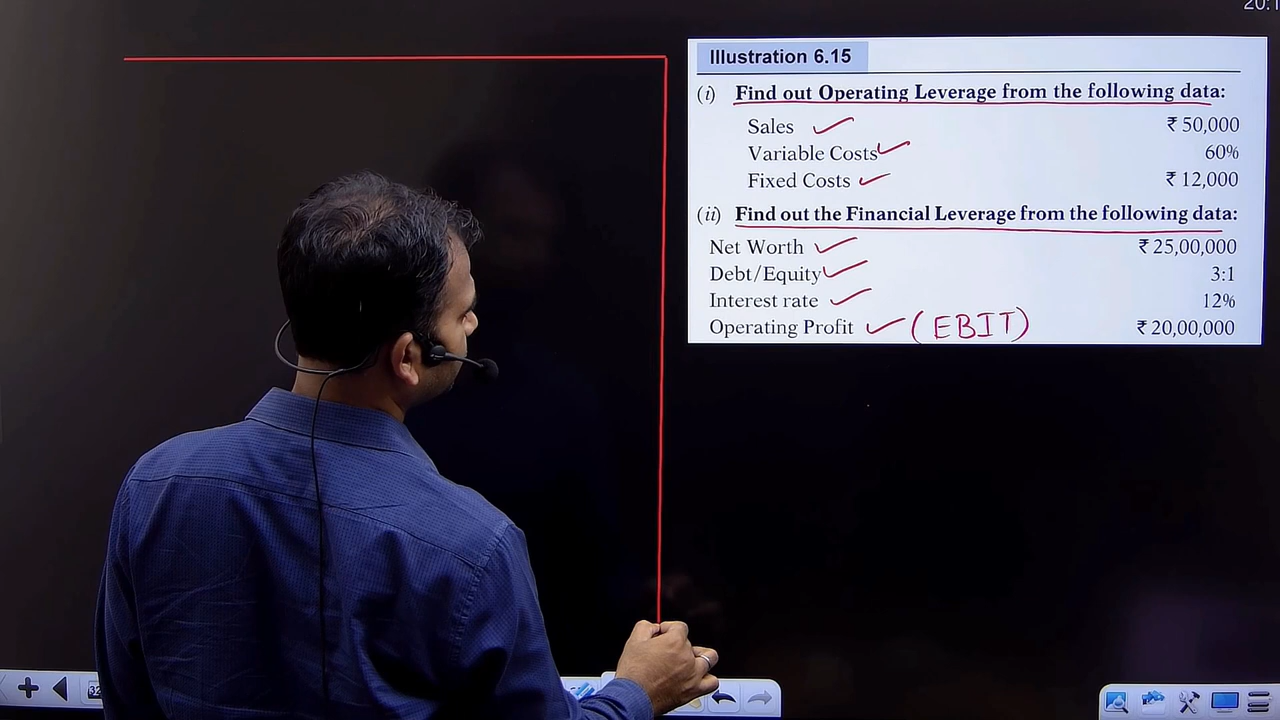 20:1
Illustration 6.15
(i) Find out Operating Leverage from the following data:
Sales ₹ 50,000
Variable Costs 60%
Fixed Costs ₹ 12,000
(ii) Find out the Financial Leverage from the following data:
Net Worth ₹ 25,00,000
Debt/Equity 3:1
Interest rate 12%
Operating Profit (EBIT) ₹ 20,00,000